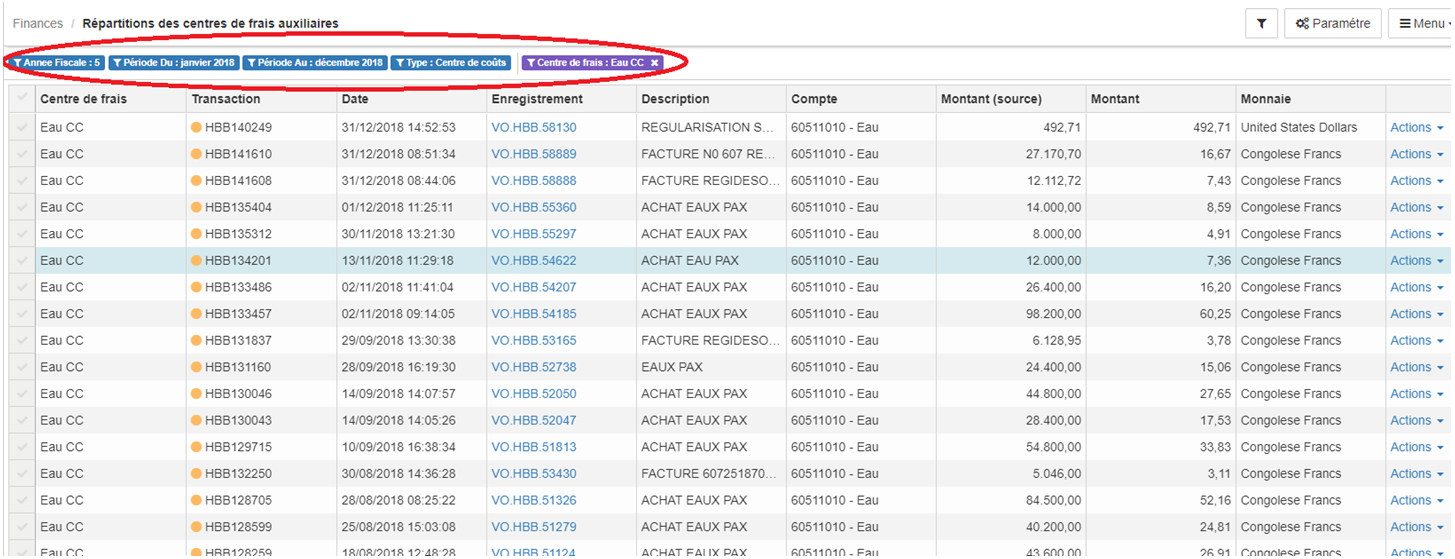 Finances / Répartitions des centres de frais auxiliaires Paramétre Menu
Annee Fiscale : 5 Période Du : janvier 2018 Période Au : décembre 2018 Type : Centre de coûts Centre de frais : Eau CC
Centre de frais Transaction Date Enregistrement Description Compte Montant (source) Montant Monnaie
Eau CC HBB140249 31/12/2018 14:52:53 VO.HBB.58130 REGULARISATION S... 60511010 - Eau 492,71 492,71 United States Dollars Actions
Eau CC HBB141610 31/12/2018 08:51:34 VO.HBB.58889 FACTURE N0 607 RE... 60511010 - Eau 27.170,70 16,67 Congolese Francs Actions
Eau CC HBB141608 31/12/2018 08:44:06 VO.HBB.58888 FACTURE REGIDESO... 60511010 - Eau 12.112,72 7,43 Congolese Francs Actions
Eau CC HBB135404 01/12/2018 11:25:11 VO.HBB.55360 ACHAT EAUX PAX 60511010 - Eau 14.000,00 8,59 Congolese Francs Actions
Eau CC HBB135312 30/11/2018 13:21:30 VO.HBB.55297 ACHAT EAUX PAX 60511010 - Eau 8.000,00 4,91 Congolese Francs Actions
Eau CC HBB134201 13/11/2018 11:29:18 VO.HBB.54622 ACHAT EAU PAX 60511010 - Eau 12.000,00 7,36 Congolese Francs Actions
Eau CC HBB133486 02/11/2018 11:41:04 VO.HBB.54207 ACHAT EAUX PAX 60511010 - Eau 26.400,00 16,20 Congolese Francs Actions
Eau CC HBB133457 02/11/2018 09:14:05 VO.HBB.54185 ACHAT EAUX PAX 60511010 - Eau 98.200,00 60,25 Congolese Francs Actions
Eau CC HBB131837 29/09/2018 13:30:38 VO.HBB.53165 FACTURE REGIDESO... 60511010 - Eau 6.128,95 3,78 Congolese Francs Actions
Eau CC HBB131160 28/09/2018 16:19:30 VO.HBB.52738 EAUX PAX 60511010 - Eau 24.400,00 15,06 Congolese Francs Actions
Eau CC HBB130046 14/09/2018 14:07:57 VO.HBB.52050 ACHAT EAUX PAX 60511010 - Eau 44.800,00 27,65 Congolese Francs Actions
Eau CC HBB130043 14/09/2018 14:05:26 VO.HBB.52047 ACHAT EAUX PAX 60511010 - Eau 28.400,00 17,53 Congolese Francs Actions
Eau CC HBB129715 10/09/2018 16:38:34 VO.HBB.51813 ACHAT EAUX PAX 60511010 - Eau 54.800,00 33,83 Congolese Francs Actions
Eau CC HBB132250 30/08/2018 14:36:28 VO.HBB.53430 FACTURE 607251870... 60511010 - Eau 5.046,00 3,11 Congolese Francs Actions
Eau CC HBB128705 28/08/2018 08:25:22 VO.HBB.51326 ACHAT EAUX PAX 60511010 - Eau 84.500,00 52,16 Congolese Francs Actions
Eau CC HBB128599 25/08/2018 15:03:08 VO.HBB.51279 ACHAT EAUX PAX 60511010 - Eau 40.200,00 24,81 Congolese Francs Actions
Eau CC HBB128259 18/08/2018 12:48:28 VO.HBB.51124 ACHAT EAUX PAX 60511010 - Eau 43.600,00 26,91 Congolese Francs Actions